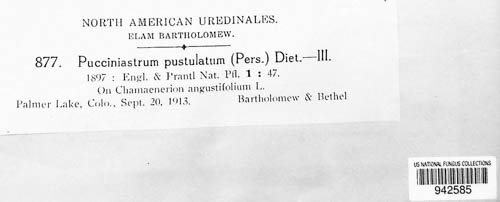 NORTH AMERICAN UREDINALES.
ELAM BARTHOLOMEW.
877. Pucciniastrum pustulatum (Pers.) Diet.—III.
1897 : Engl. & Prantl Nat. Pfl. 1 : 47.
On Chamaenerion angustifolium L.
Palmer Lake, Colo., Sept. 20, 1913. Bartholomew & Bethel
US NATIONAL FUNGUS COLLECTIONS
942585